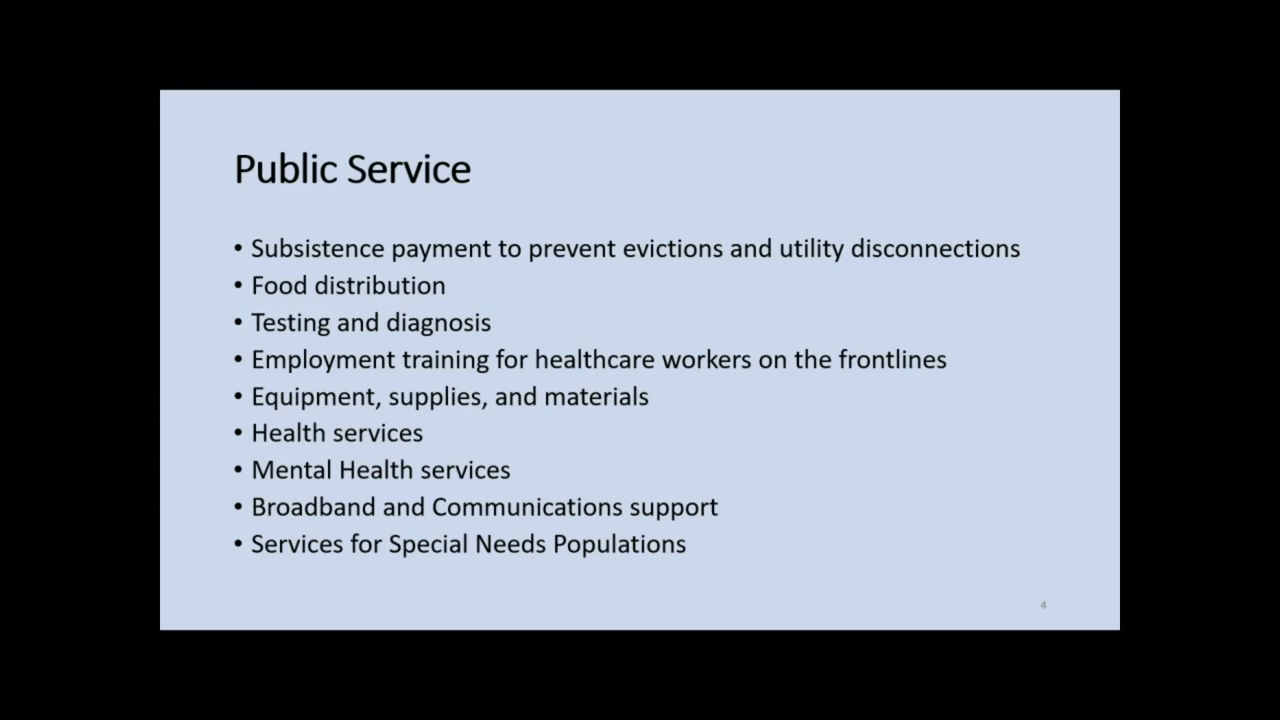 Public Service
• Subsistence payment to prevent evictions and utility disconnections
• Food distribution
• Testing and diagnosis
• Employment training for healthcare workers on the frontlines
• Equipment, supplies, and materials
• Health services
• Mental Health services
• Broadband and Communications support
• Services for Special Needs Populations
4